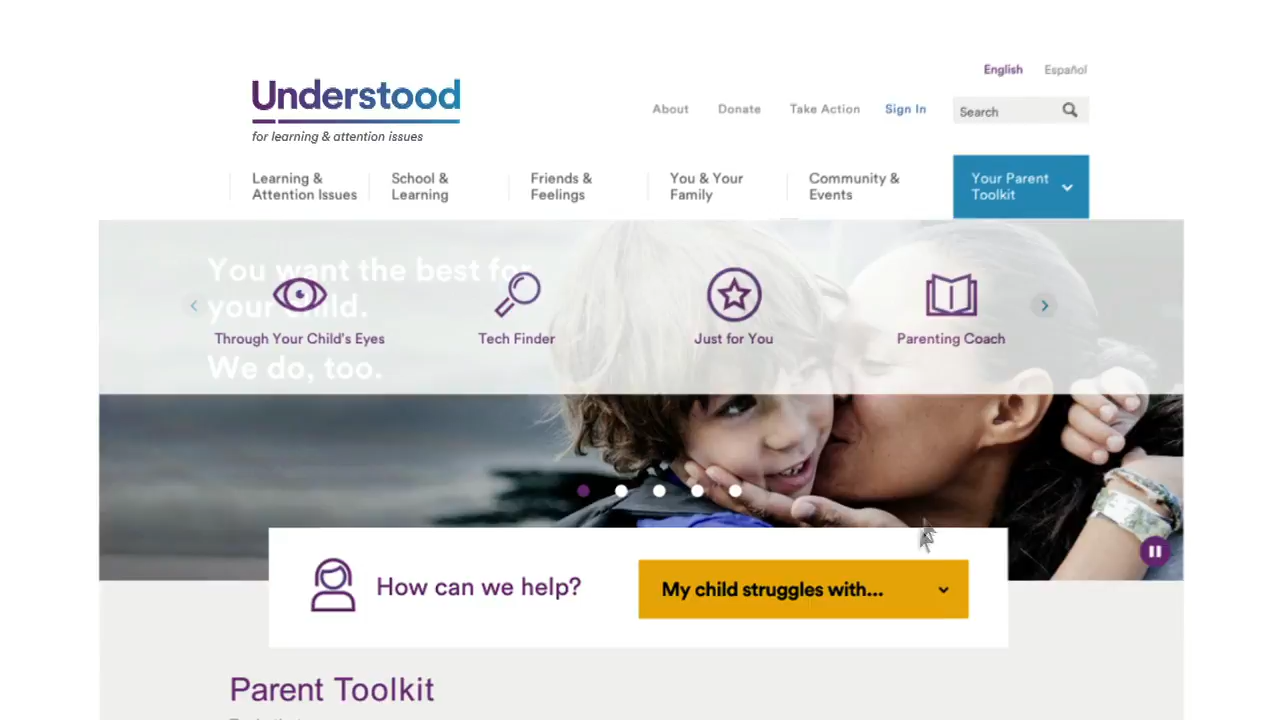 English Español
Understood
for learning & attention issues
About Donate Take Action Sign In Search
Learning &
Attention Issues
School &
Learning
Friends &
Feelings
You & Your
Family
Community &
Events
Your Parent
Toolkit
You want the best for
your child.
We do, too.
Through Your Child's Eyes
Tech Finder
Just for You
Parenting Coach
How can we help?
My child struggles with...
Parent Toolkit